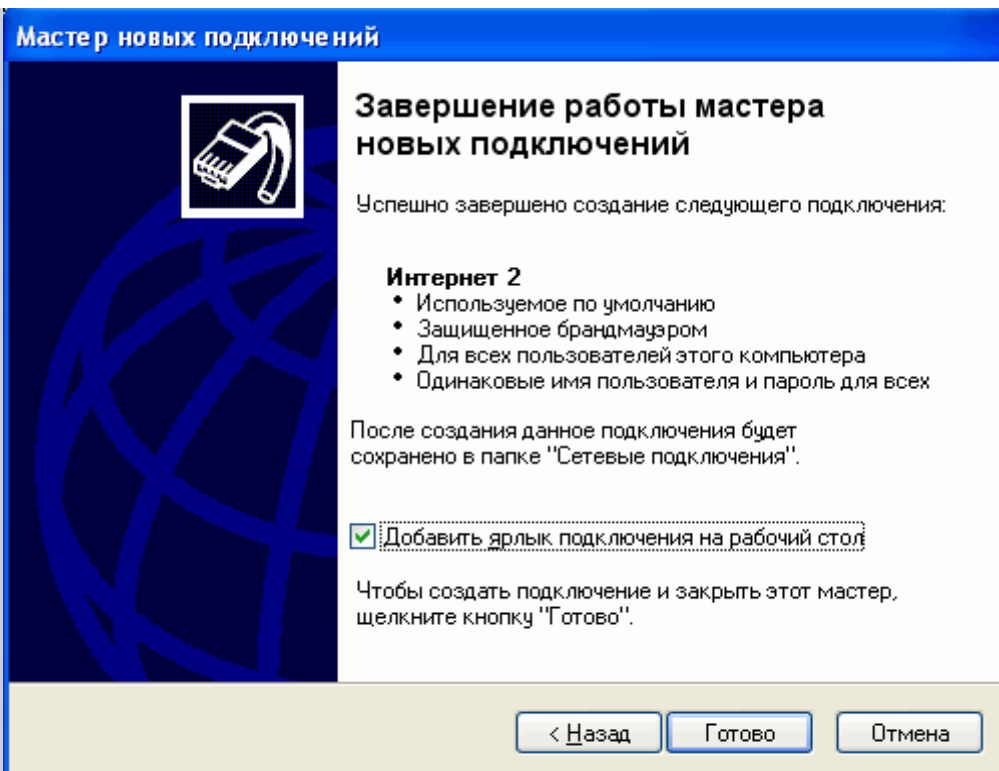 Мастер новых подключений
Завершение работы мастера
новых подключений
Успешно завершено создание следующего подключения:
Интернет 2
• Используемое по умолчанию
• Защищенное брандмауэром
• Для всех пользователей этого компьютера
• Одинаковые имя пользователя и пароль для всех
После создания данное подключения будет
сохранено в папке "Сетевые подключения".
Добавить ярлык подключения на рабочий стол
Чтобы создать подключение и закрыть этот мастер,
щелкните кнопку "Готово".
< Назад Готово Отмена